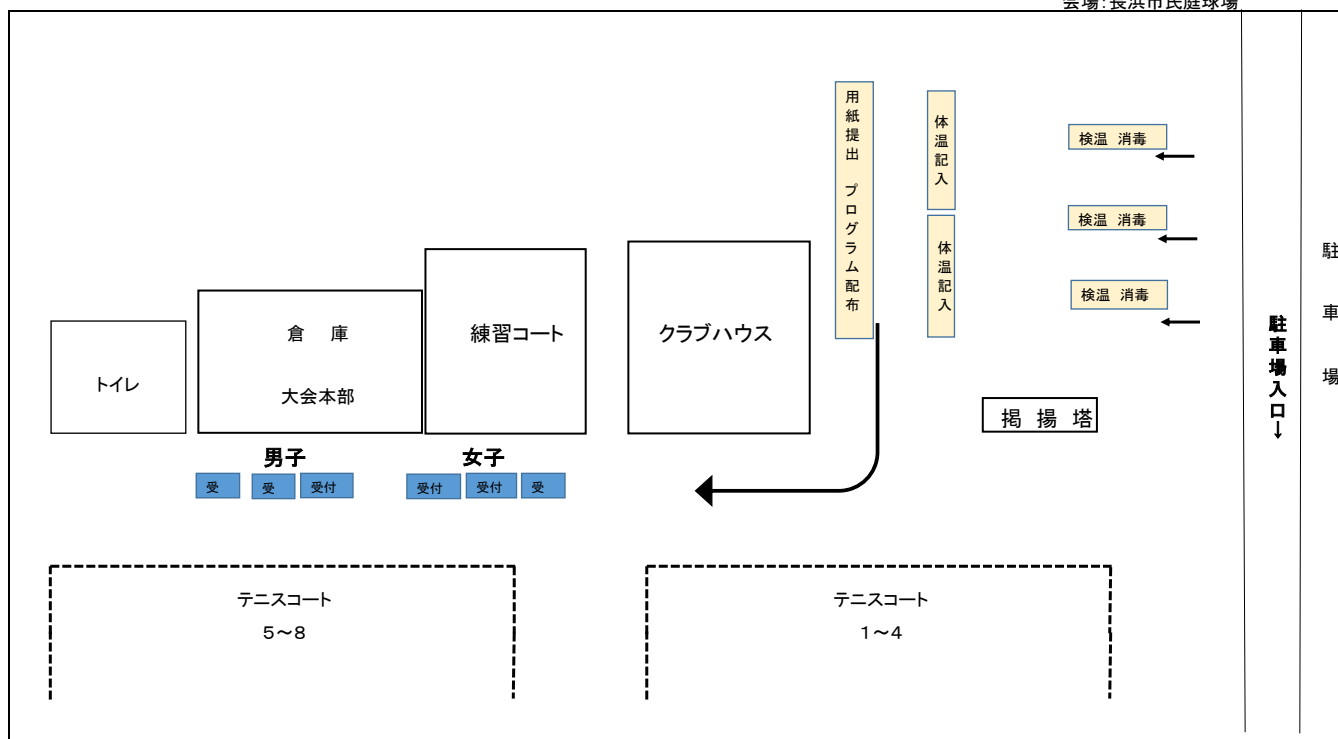 会場:長浜市民庭球場
用紙提出 プログラム配布
体温記入
体温記入
検温 消毒
検温 消毒
検温 消毒
駐車場入口↓
駐車場
トイレ
倉 庫
大会本部
練習コート
クラブハウス
掲 揚 塔
男子
女子
受
受
受付
受付
受付
受
テニスコート
5～8
テニスコート
1～4